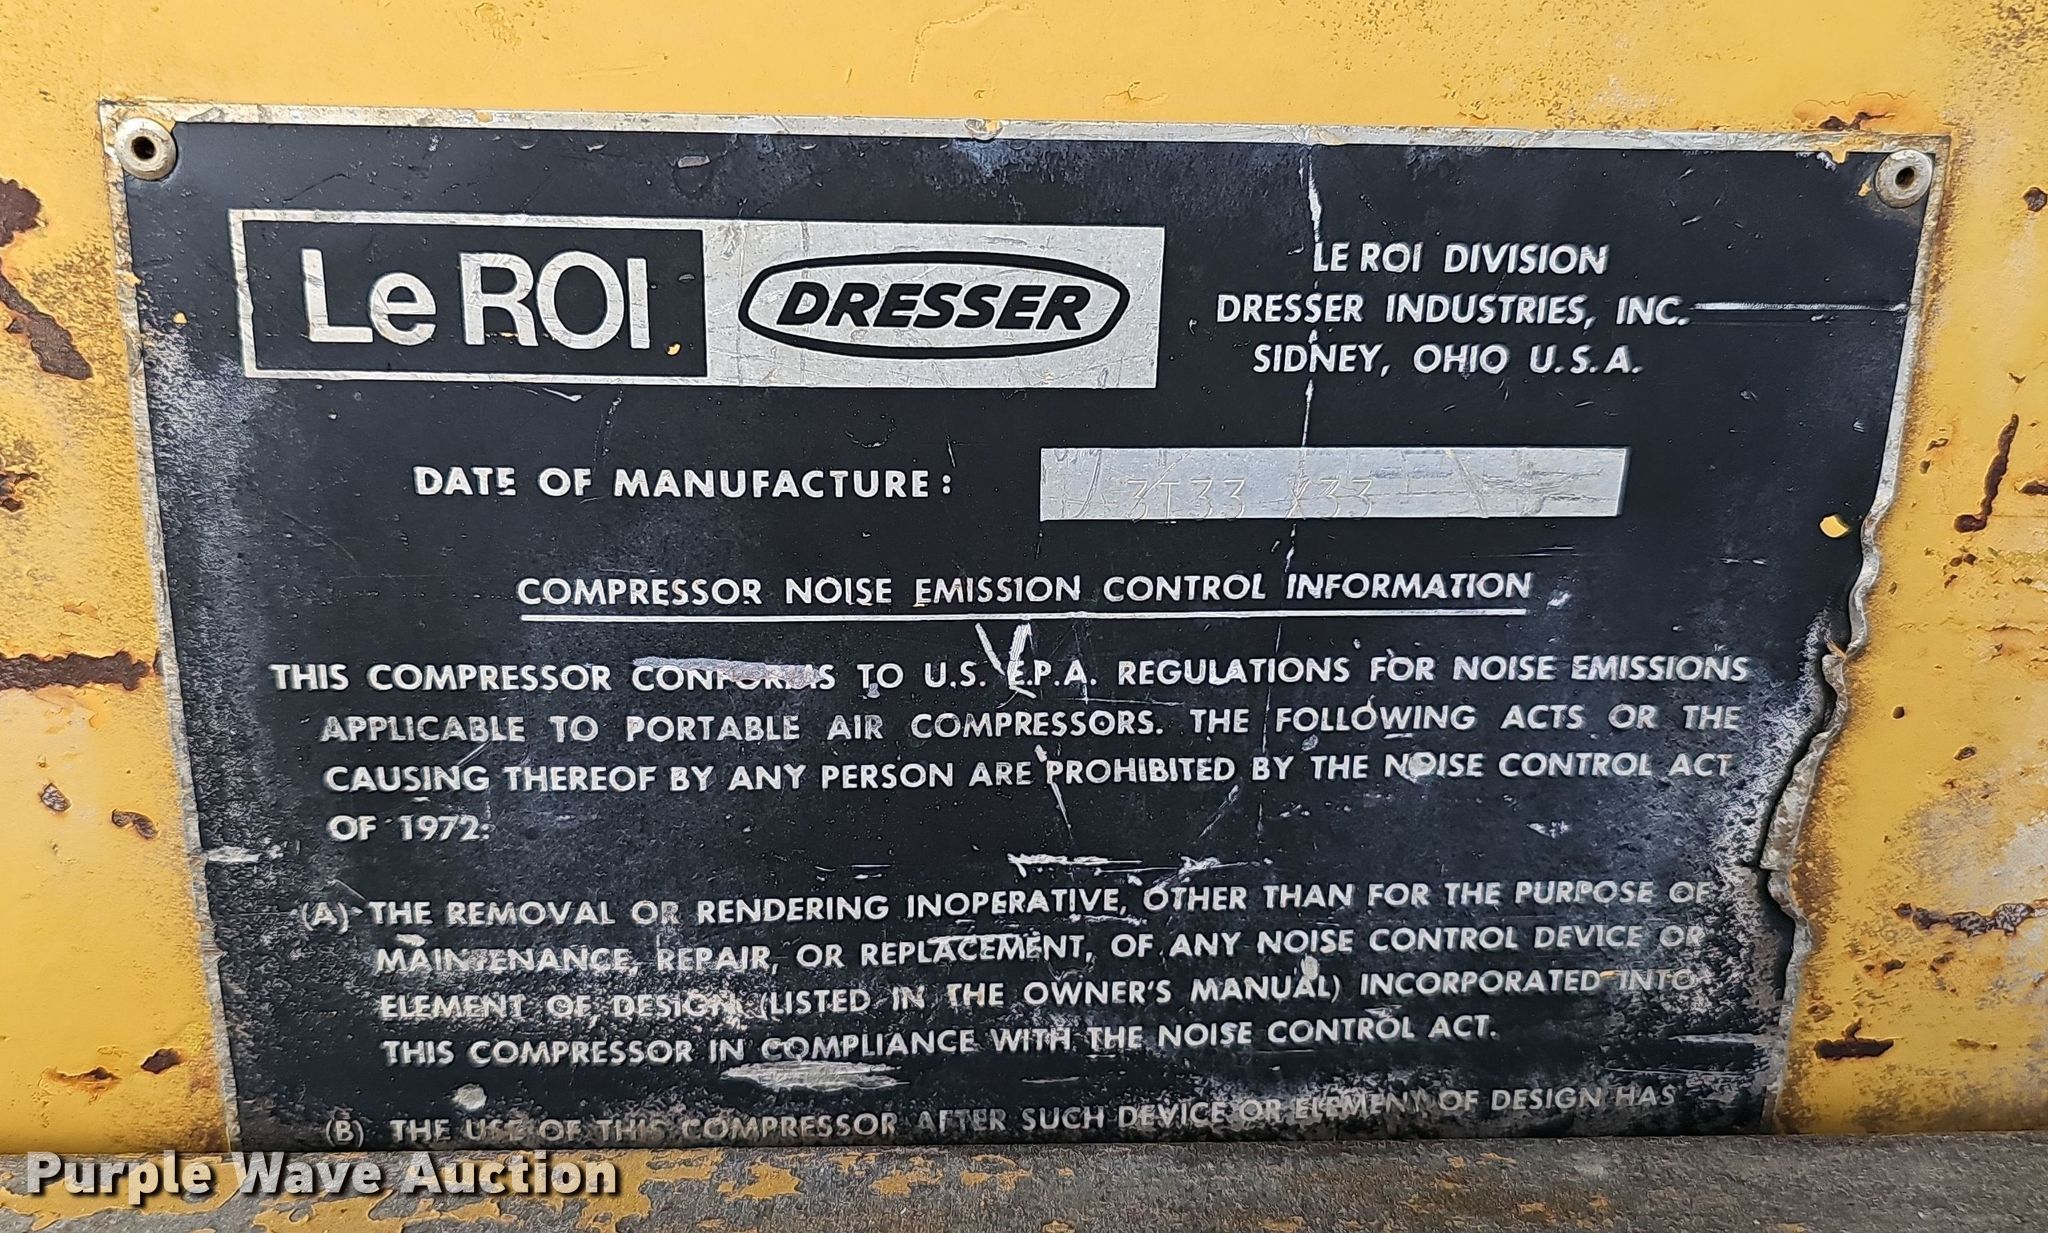 Le ROI DRESSER
LE ROI DIVISION
DRESSER INDUSTRIES, INC.
SIDNEY, OHIO U.S.A.
DATE OF MANUFACTURE: 3T33 X33
COMPRESSOR NOISE EMISSION CONTROL INFORMATION
THIS COMPRESSOR CONFORMS TO U.S. E.P.A. REGULATIONS FOR NOISE EMISSIONS
APPLICABLE TO PORTABLE AIR COMPRESSORS. THE FOLLOWING ACTS OR THE
CAUSING THEREOF BY ANY PERSON ARE PROHIBITED BY THE NOISE CONTROL ACT
OF 1972:
(A) THE REMOVAL OR RENDERING INOPERATIVE, OTHER THAN FOR THE PURPOSE OF
MAINTENANCE, REPAIR, OR REPLACEMENT, OF ANY NOISE CONTROL DEVICE OR
ELEMENT OF DESIGN (LISTED IN THE OWNER'S MANUAL) INCORPORATED INTO
THIS COMPRESSOR IN COMPLIANCE WITH THE NOISE CONTROL ACT.
(B) THE USE OF THIS COMPRESSOR AFTER SUCH DEVICE OR ELEMENT OF DESIGN HAS
Purple Wave Auction